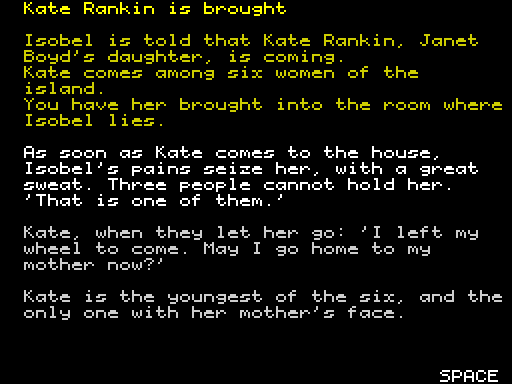 Kate Rankin is brought
Isobel is told that Kate Rankin, Janet
Boyd's daughter, is coming.
Kate comes among six women of the
island.
You have her brought into the room where
Isobel lies.
As soon as Kate comes to the house,
Isobel's pains seize her, with a great
sweat. Three people cannot hold her.
'That is one of them.'
Kate, when they let her go: 'I left my
wheel to come. May I go home to my
mother now?'
Kate is the youngest of the six, and the
only one with her mother's face.
SPACE